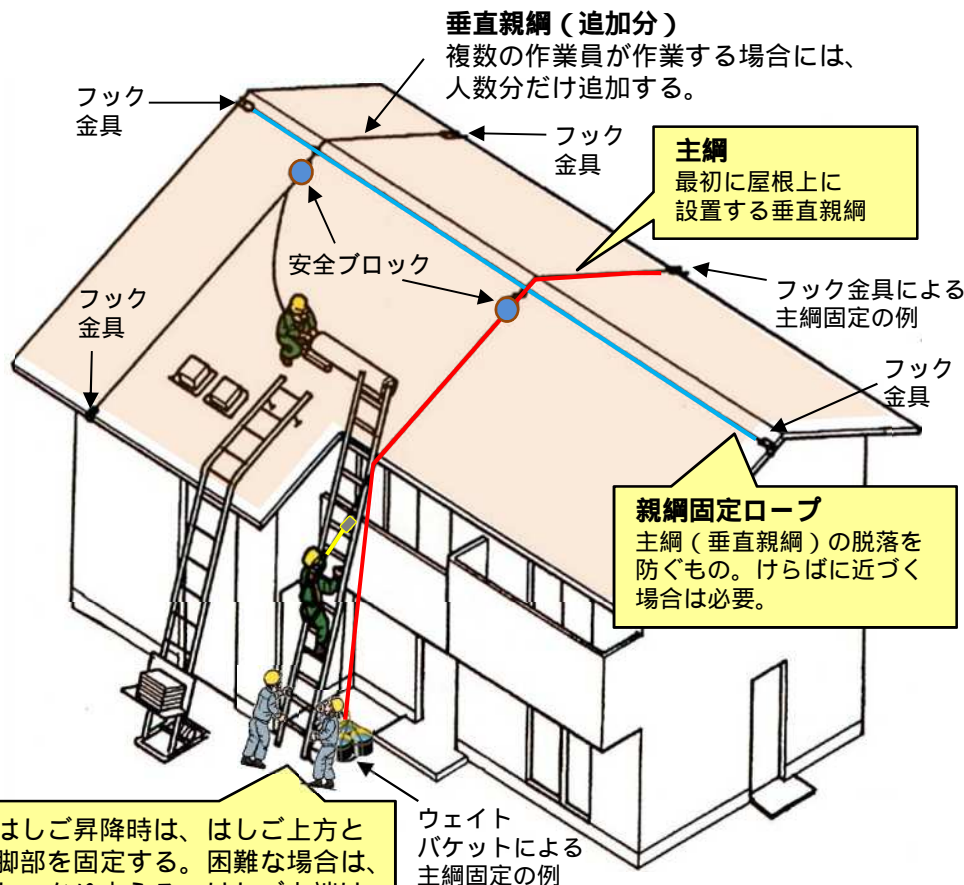 垂直親綱（追加分）
複数の作業員が作業する場合には、
人数分だけ追加する。
フック
金具
フック
金具
主綱
最初に屋根上に
設置する垂直親綱
安全ブロック
フック金具による
主綱固定の例
フック
金具
フック
金具
親綱固定ロープ
主綱（垂直親綱）の脱落を
防ぐもの。けらばに近づく
場合は必要。
はしご昇降時は、はしご上方と
脚部を固定する。困難な場合は、
ウェイト
バケットによる
主綱固定の例